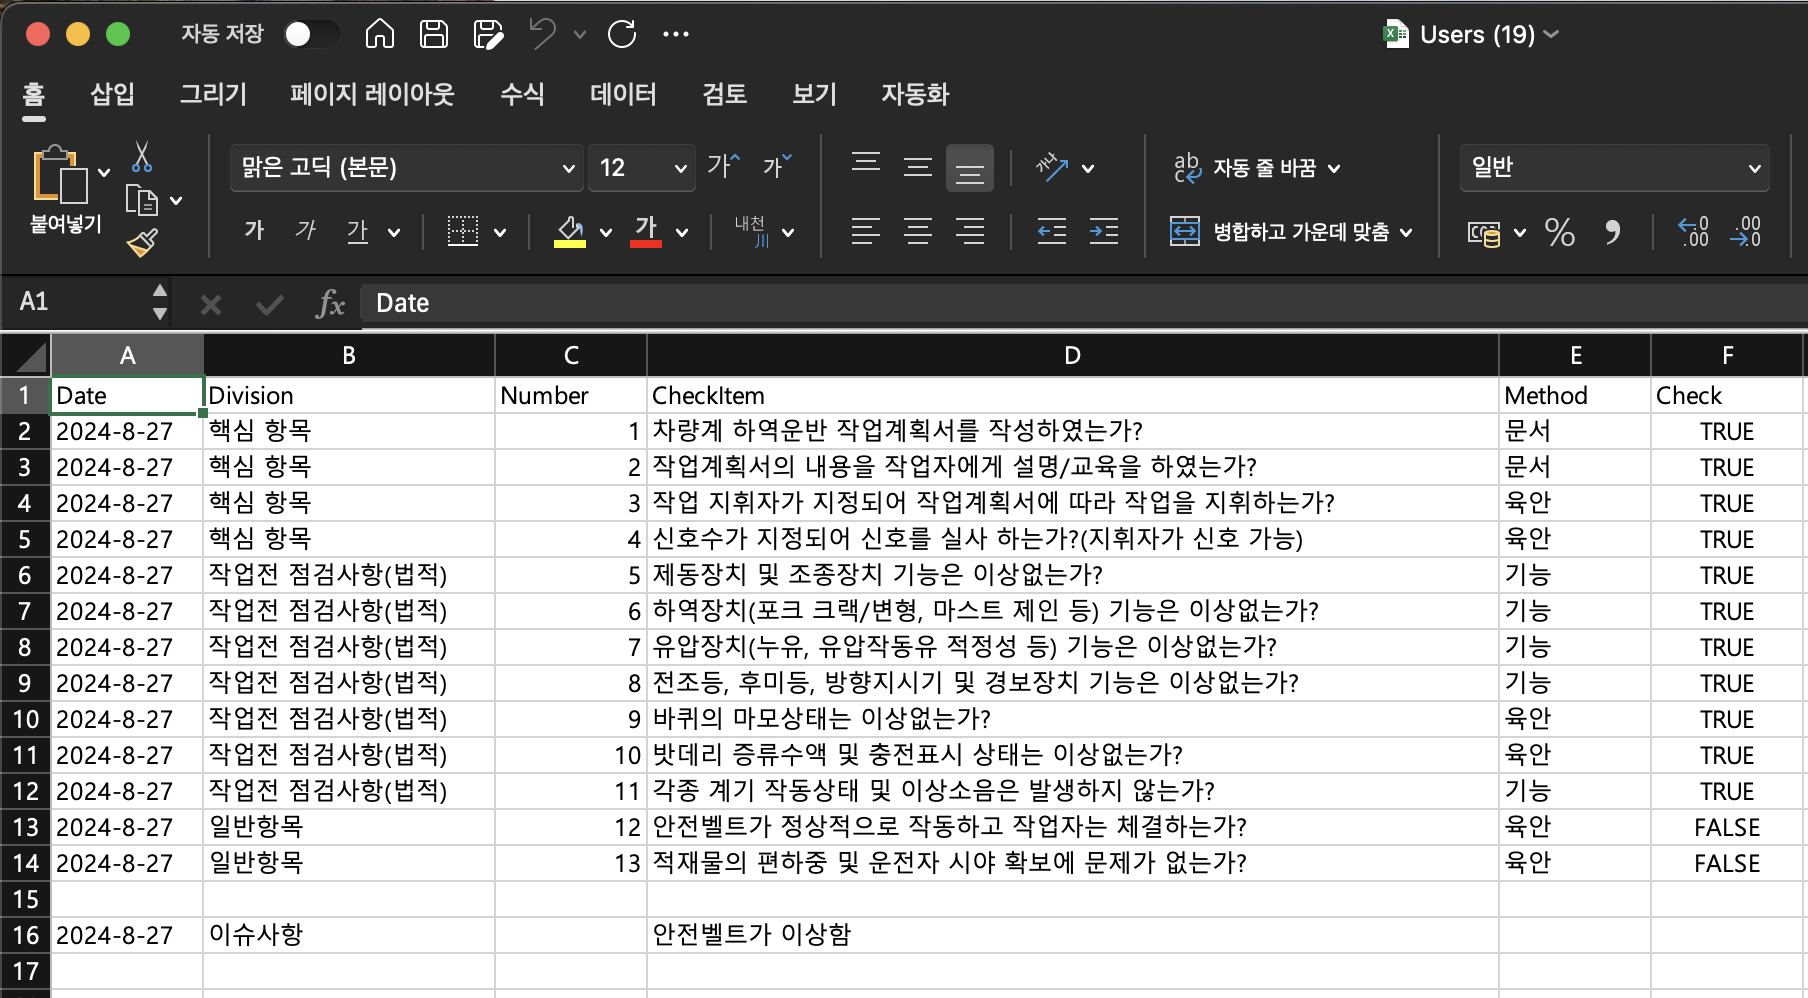 자동 저장 Users (19)
홈 삽입 그리기 페이지 레이아웃 수식 데이터 검토 보기 자동화
붙여넣기 맑은 고딕 (본문) 12 가 가 가나 ab c 자동 줄 바꿈 일반
가 가 가 가 내천 川 병합하고 가운데 맞춤 % 0 .00 .00 0
A1 fx Date
A B C D E F
1 Date Division Number CheckItem Method Check
2 2024-8-27 핵심 항목 1 차량계 하역운반 작업계획서를 작성하였는가? 문서 TRUE
3 2024-8-27 핵심 항목 2 작업계획서의 내용을 작업자에게 설명/교육을 하였는가? 문서 TRUE
4 2024-8-27 핵심 항목 3 작업 지휘자가 지정되어 작업계획서에 따라 작업을 지휘하는가? 육안 TRUE
5 2024-8-27 핵심 항목 4 신호수가 지정되어 신호를 실사 하는가?(지휘자가 신호 가능) 육안 TRUE
6 2024-8-27 작업전 점검사항(법적) 5 제동장치 및 조종장치 기능은 이상없는가? 기능 TRUE
7 2024-8-27 작업전 점검사항(법적) 6 하역장치(포크 크랙/변형, 마스트 제인 등) 기능은 이상없는가? 기능 TRUE
8 2024-8-27 작업전 점검사항(법적) 7 유압장치(누유, 유압작동유 적정성 등) 기능은 이상없는가? 기능 TRUE
9 2024-8-27 작업전 점검사항(법적) 8 전조등, 후미등, 방향지시기 및 경보장치 기능은 이상없는가? 기능 TRUE
10 2024-8-27 작업전 점검사항(법적) 9 바퀴의 마모상태는 이상없는가? 육안 TRUE
11 2024-8-27 작업전 점검사항(법적) 10 밧데리 증류수액 및 충전표시 상태는 이상없는가? 육안 TRUE
12 2024-8-27 작업전 점검사항(법적) 11 각종 계기 작동상태 및 이상소음은 발생하지 않는가? 기능 TRUE
13 2024-8-27 일반항목 12 안전벨트가 정상적으로 작동하고 작업자는 체결하는가? 육안 FALSE
14 2024-8-27 일반항목 13 적재물의 편하중 및 운전자 시야 확보에 문제가 없는가? 육안 FALSE
15
16 2024-8-27 이슈사항 안전벨트가 이상함
17